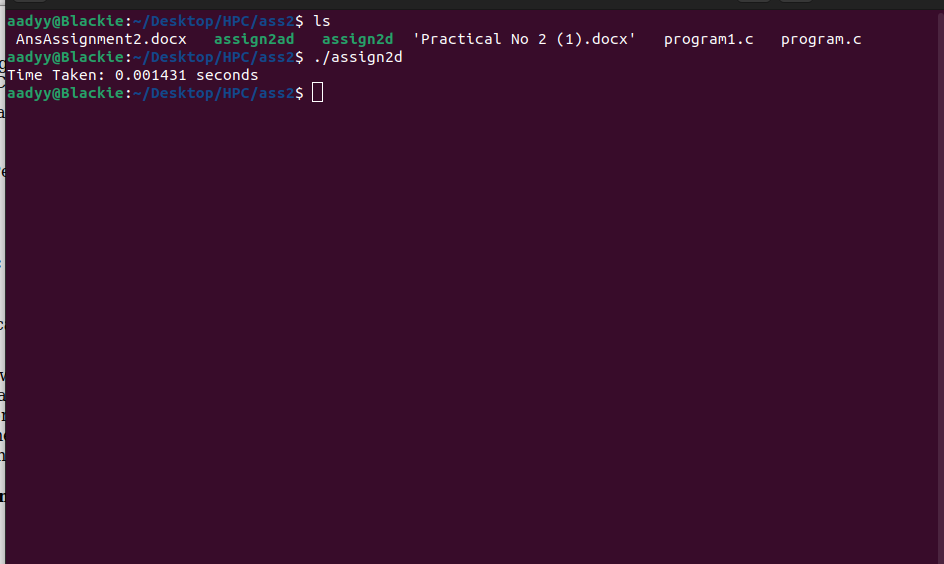 aadyy@Blackie:~/Desktop/HPC/ass2$ ls
AnsAssignment2.docx assign2ad assign2d 'Practical No 2 (1).docx' program1.c program.c
aadyy@Blackie:~/Desktop/HPC/ass2$ ./assign2d
Time Taken: 0.001431 seconds
aadyy@Blackie:~/Desktop/HPC/ass2$